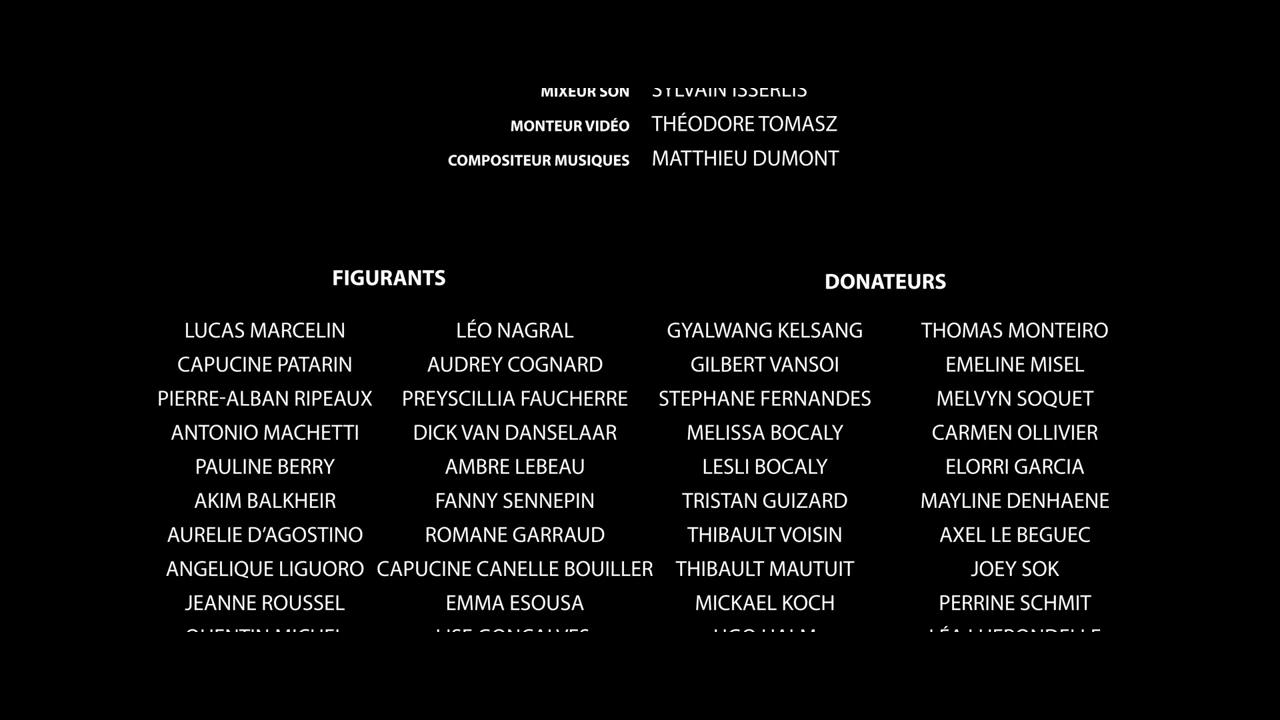 MIXEUR SON SYLVAIN ISSERLIS
MONTEUR VIDÉO THÉODORE TOMASZ
COMPOSITEUR MUSIQUES MATTHIEU DUMONT
FIGURANTS DONATEURS
LUCAS MARCELIN LÉO NAGRAL GYALWANG KELSANG THOMAS MONTEIRO
CAPUCINE PATARIN AUDREY COGNARD GILBERT VANSOI EMELINE MISEL
PIERRE-ALBAN RIPEAUX PREYSCILLIA FAUCHERRE STEPHANE FERNANDES MELVYN SOQUET
ANTONIO MACHETTI DICK VAN DANSELAAR MELISSA BOCALY CARMEN OLLIVIER
PAULINE BERRY AMBRE LEBEAU LESLI BOCALY ELORRI GARCIA
AKIM BALKHEIR FANNY SENNEPIN TRISTAN GUIZARD MAYLINE DENHAENE
AURELIE D’AGOSTINO ROMANE GARRAUD THIBAULT VOISIN AXEL LE BEGUEC
ANGELIQUE LIGUORO CAPUCINE CANELLE BOUILLER THIBAULT MAUTUIT JOEY SOK
JEANNE ROUSSEL EMMA ESOUSA MICKAEL KOCH PERRINE SCHMIT